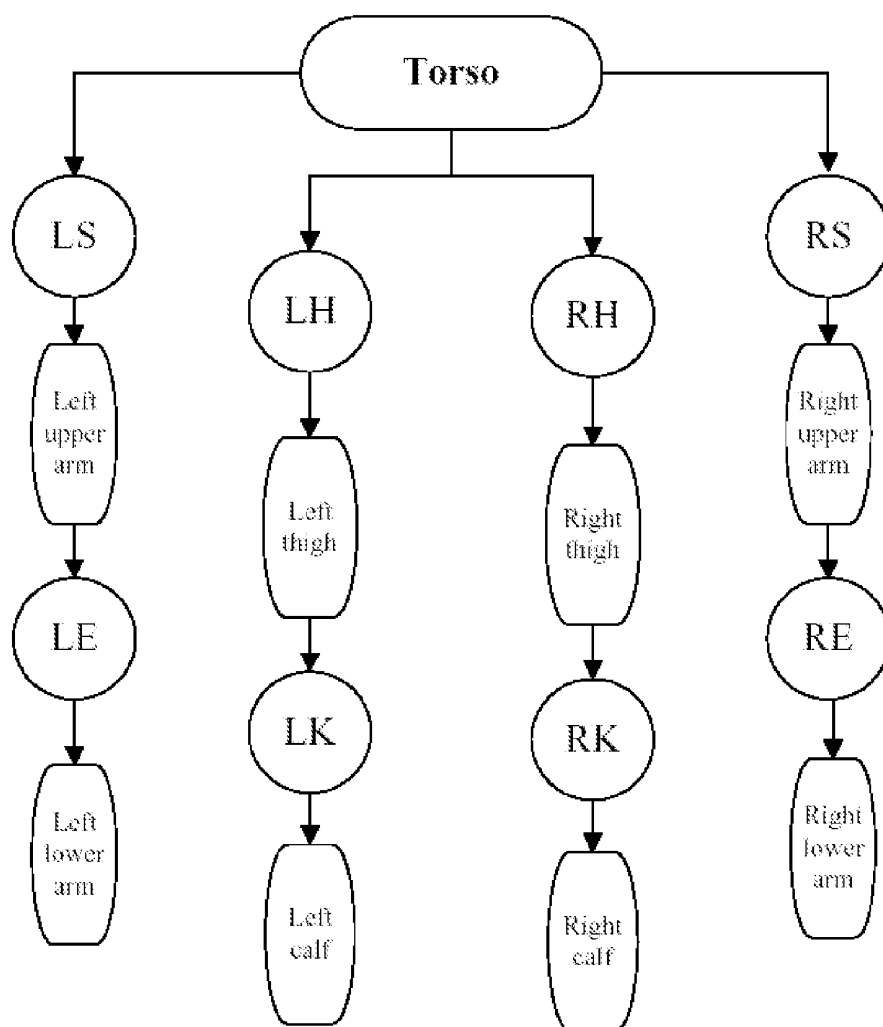 Torso
LS
RS
LH
RH
Left
upper
arm
Right
upper
arm
Left
thigh
Right
thigh
LE
RE
LK
RK
Left
lower
arm
Right
lower
arm
Left
calf
Right
calf